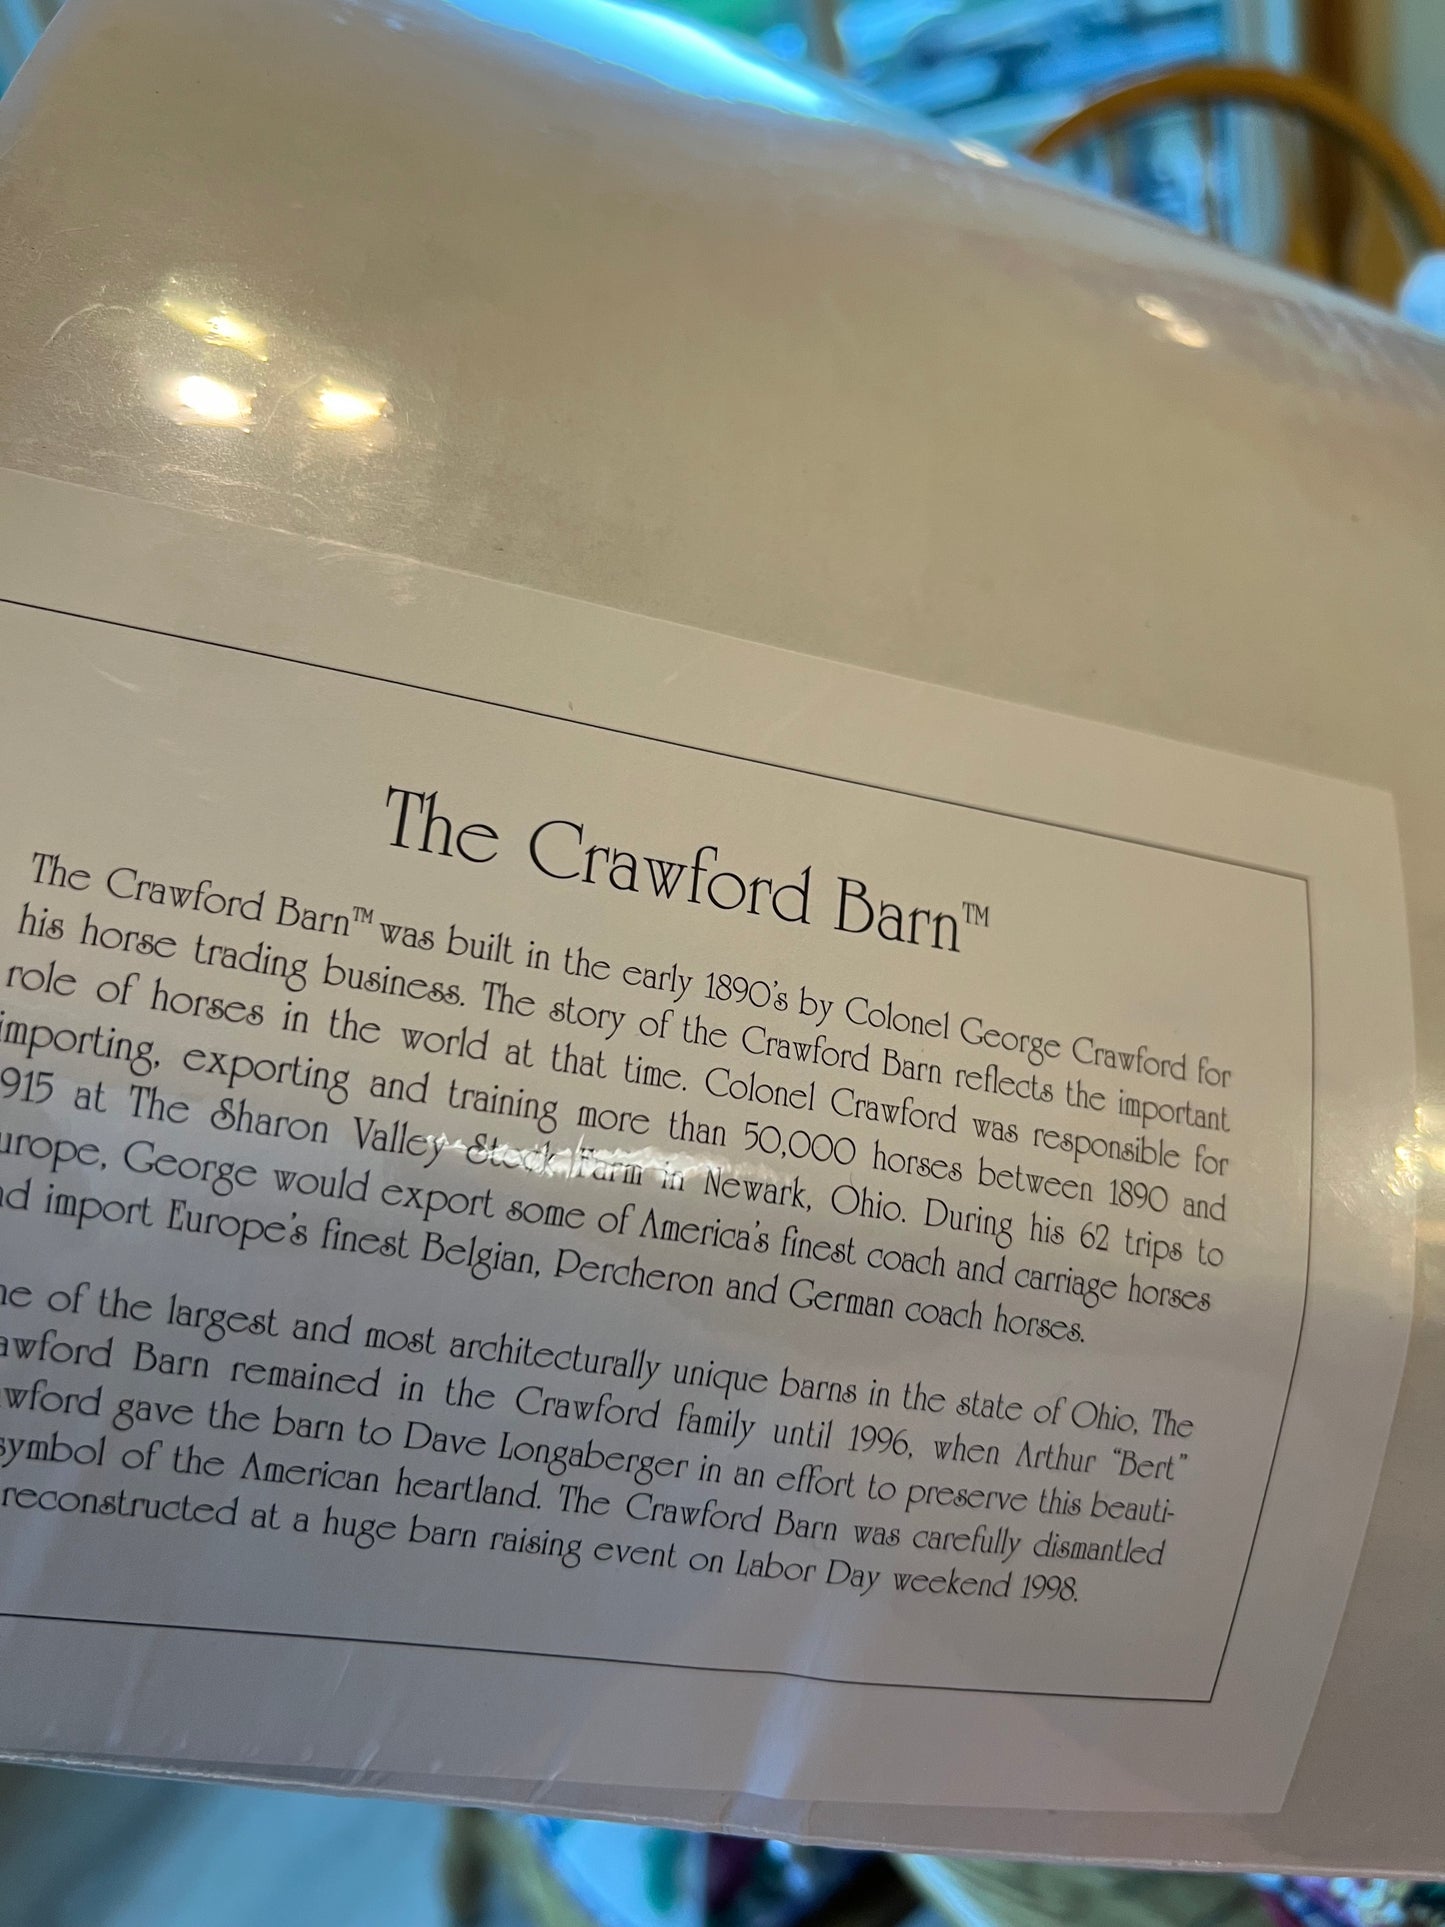 The Crawford Barn™
The Crawford Barn™ was built in the early 1890's by Colonel George Crawford for
his horse trading business. The story of the Crawford Barn reflects the important
role of horses in the world at that time. Colonel Crawford was responsible for
importing, exporting and training more than 50,000 horses between 1890 and
915 at The Sharon Valley Stock Farm in Newark, Ohio. During his 62 trips to
urope, George would export some of America's finest coach and carriage horses
nd import Europe's finest Belgian, Percheron and German coach horses.
ne of the largest and most architecturally unique barns in the state of Ohio, The
awford Barn remained in the Crawford family until 1996, when Arthur “Bert”
wford gave the barn to Dave Longaberger in an effort to preserve this beauti-
symbol of the American heartland. The Crawford Barn was carefully dismantled
reconstructed at a huge barn raising event on Labor Day weekend 1998.